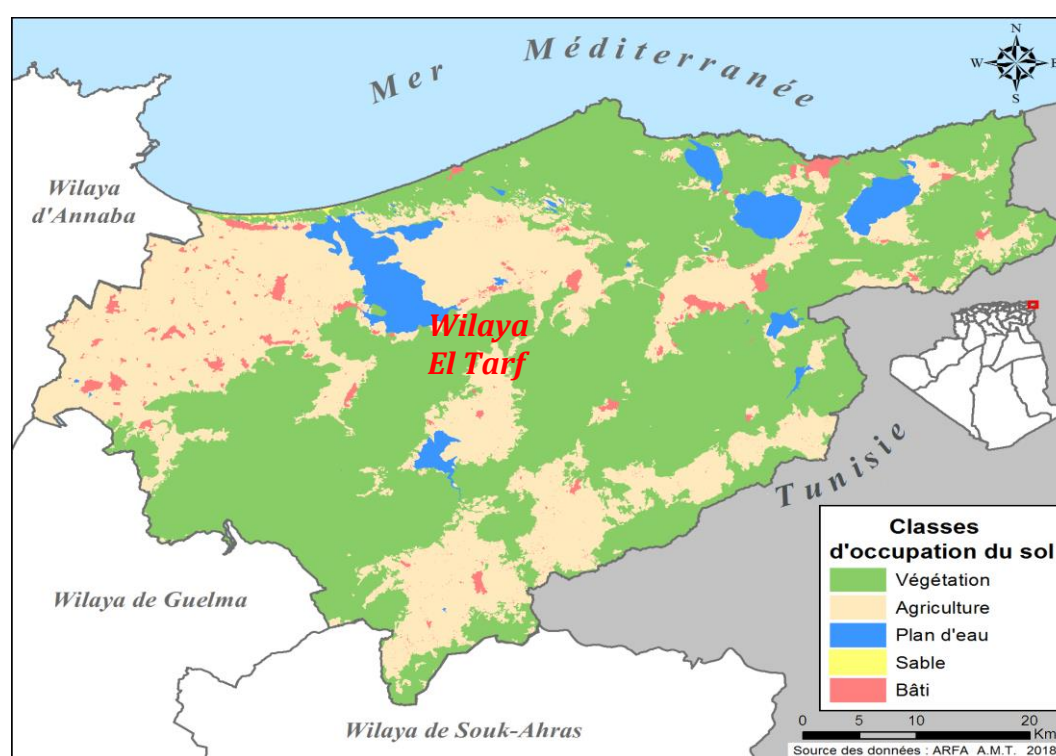 Mer Méditerranée
N
W E
S
Wilaya
d'Annaba
Wilaya
El Tarf
Tunisie
Classes
d'occupation du sol
Végétation
Agriculture
Plan d'eau
Sable
Bâti
Wilaya de Guelma
Wilaya de Souk-Ahras
0 5 10 20
Km
Source des données : ARFA A.M.T. 2018